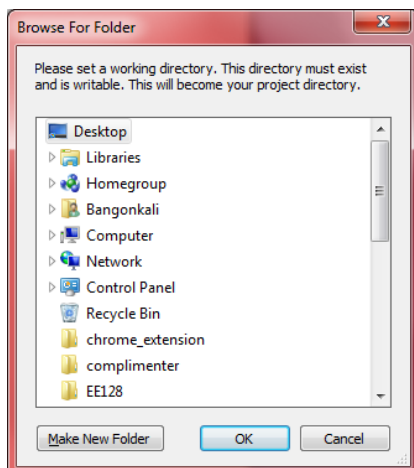 Browse For Folder
Please set a working directory. This directory must exist
and is writable. This will become your project directory.
Desktop
Libraries
Homegroup
Bangonkali
Computer
Network
Control Panel
Recycle Bin
chrome_extension
complimenter
EE128
Make New Folder
OK
Cancel